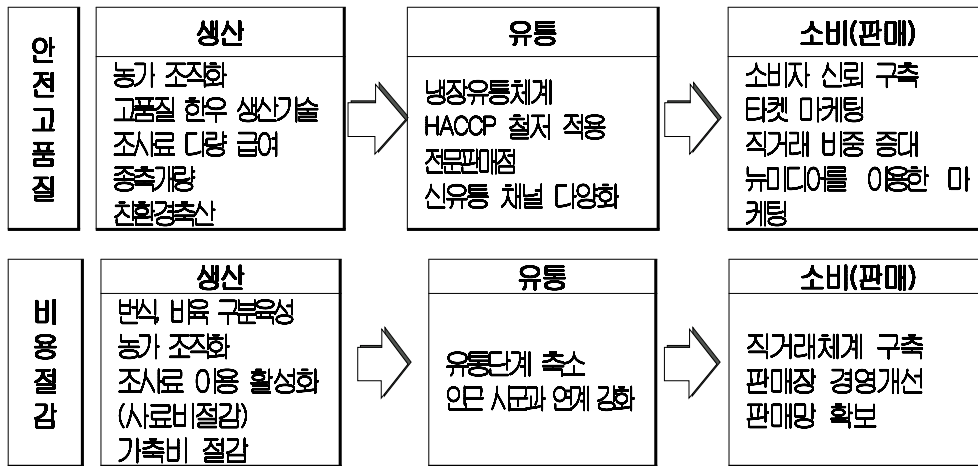 안전고품질
생산
농가 조직화
고품질 한우 생산기술
조사료 다량 급여
종축개량
친환경축산
유통
냉장유통체계
HACCP 철저 적용
전문판매점
신유통 채널 다양화
소비(판매)
소비자 신뢰 구축
타켓 마케팅
직거래 비중 증대
뉴미디어를 이용한 마
케팅
비용절감
생산
번식, 비육 구분육성
농가 조직화
조사료 이용 활성화
(사료비절감)
가축비 절감
유통
유통단계 축소
인근 시군과 연계 강화
소비(판매)
직거래체계 구축
판매장 경영개선
판매망 확보